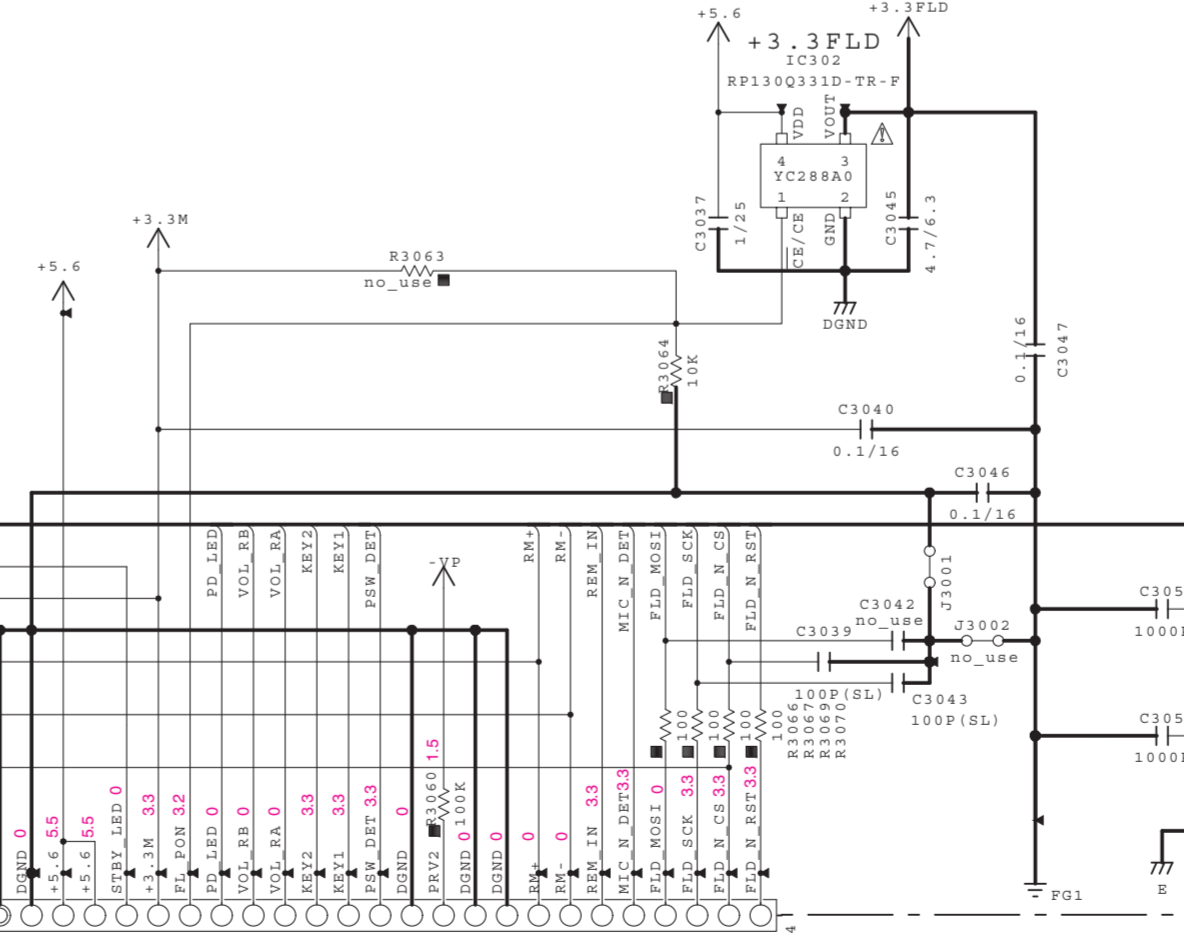 +5.6
+3.3FLD
+3.3FLD
IC302
RP130Q331D-TR-F
VDD
VOUT
4
3
YC288A0
1
2
C3037
1/25
CE/CE
GND
C3045
4.7/6.3
DGND
+3.3M
+5.6
R3063
no_use
R3064
10K
0.1/16
C3047
C3040
0.1/16
C3046
0.1/16
PD_LED
VOL_RB
VOL_RA
KEY2
KEY1
PSW_DET
-VP
RM+
RM-
REM_IN
MIC_N_DET
FLD_MOSI
FLD_SCK
FLD_N_CS
FLD_N_RST
J3001
C3042
no_use
C3039
J3002
no_use
100P(SL)
C3043
100P(SL)
100
100
100
100
R3066
R3067
R3069
R3070
C305
1000
C305
1000
DGND 0
+5.6 5.5
+5.6 5.5
STBY_LED 0
+3.3M 3.3
FL_PON 3.2
PD_LED 0
VOL_RB 0
VOL_RA 0
KEY2 3.3
KEY1 3.3
PSW_DET 3.3
DGND 0
PRV2
R3060 1.5
100K
DGND 0
DGND 0
RM+ 0
RM- 0
REM_IN 3.3
MIC_N_DET 3.3
FLD_MOSI 0
FLD_SCK 3.3
FLD_N_CS 3.3
FLD_N_RST 3.3
FG1
E
4